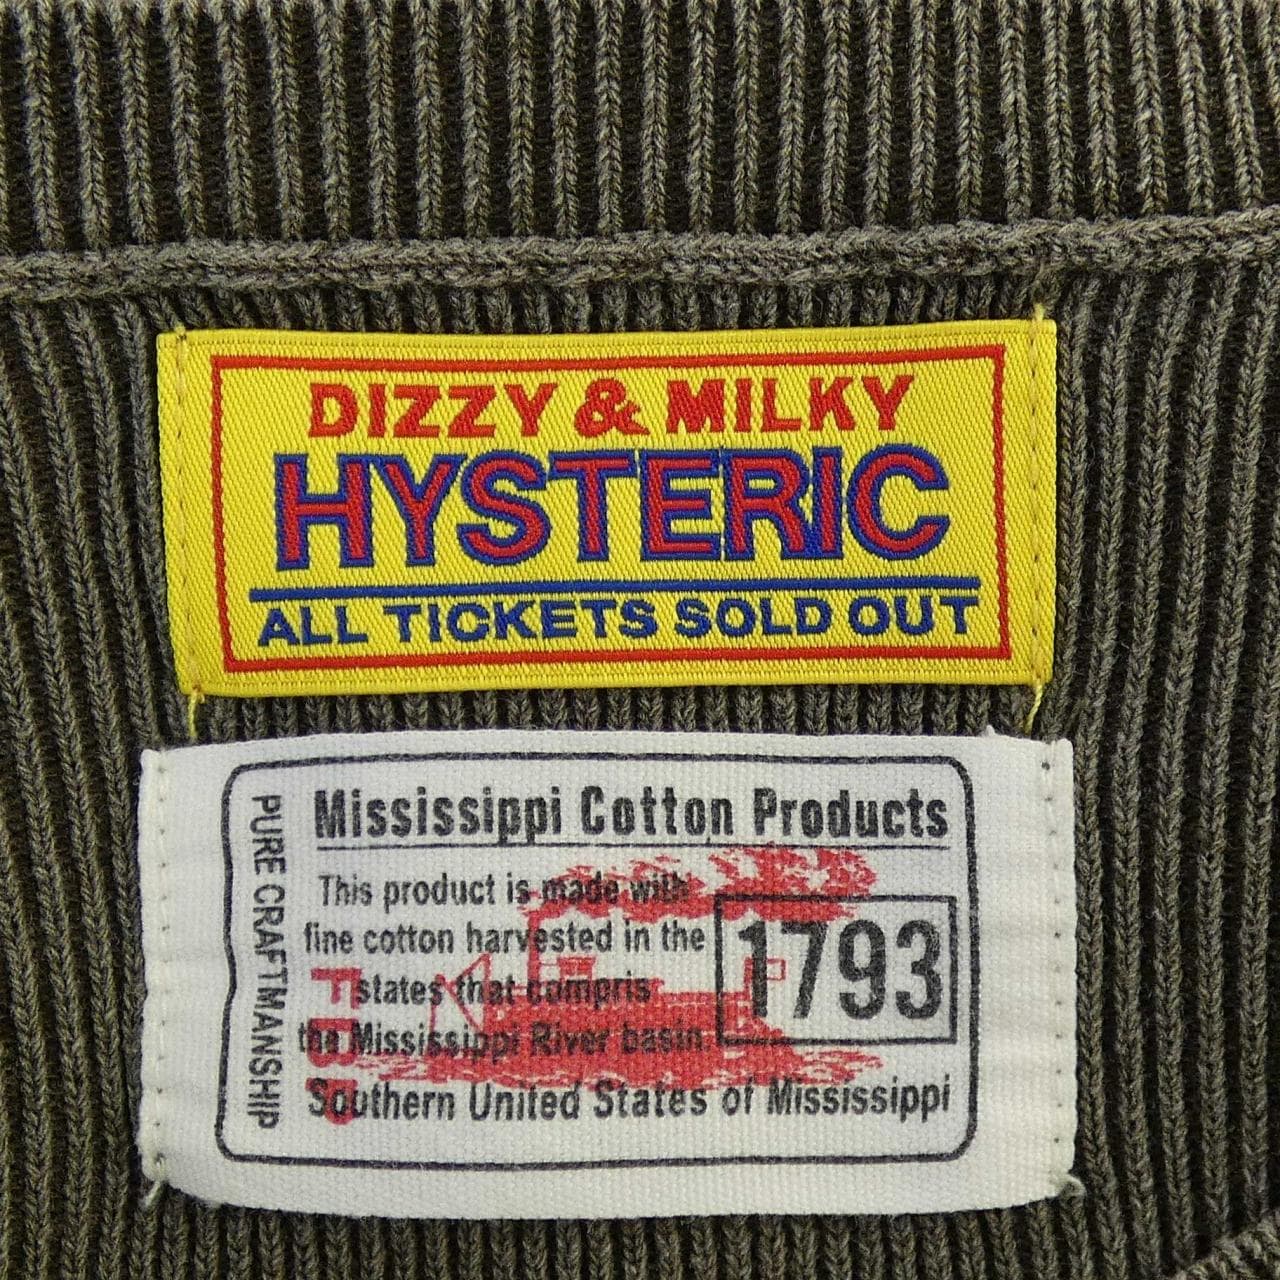 DIZZY & MILKY
HYSTERIC
ALL TICKETS SOLD OUT
PURE CRAFTMANSHIP
Mississippi Cotton Products
This product is made with
fine cotton harvested in the
states that compris
the Mississippi River basin.
1793
Southern United States of Mississippi